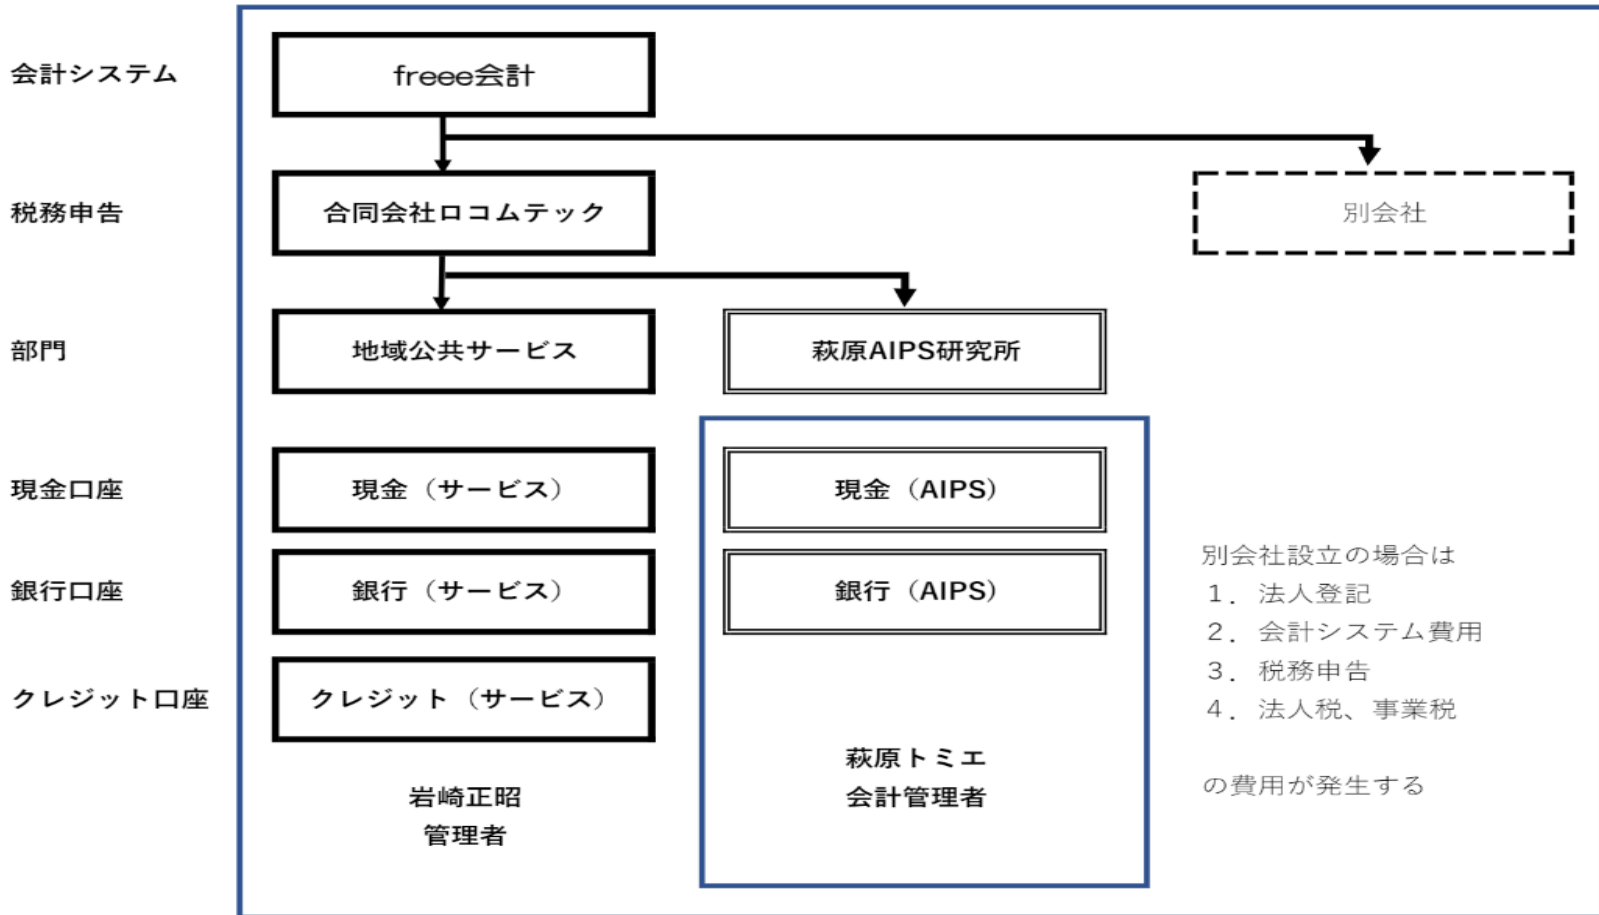 会計システム
freee会計
税務申告
合同会社ロコムテック
別会社
部門
地域公共サービス
萩原AIPS研究所
現金口座
現金（サービス）
現金（AIPS）
銀行口座
銀行（サービス）
銀行（AIPS）
クレジット口座
クレジット（サービス）
岩崎正昭
管理者
萩原トミエ
会計管理者
別会社設立の場合は
１．法人登記
２．会計システム費用
３．税務申告
４．法人税、事業税
の費用が発生する